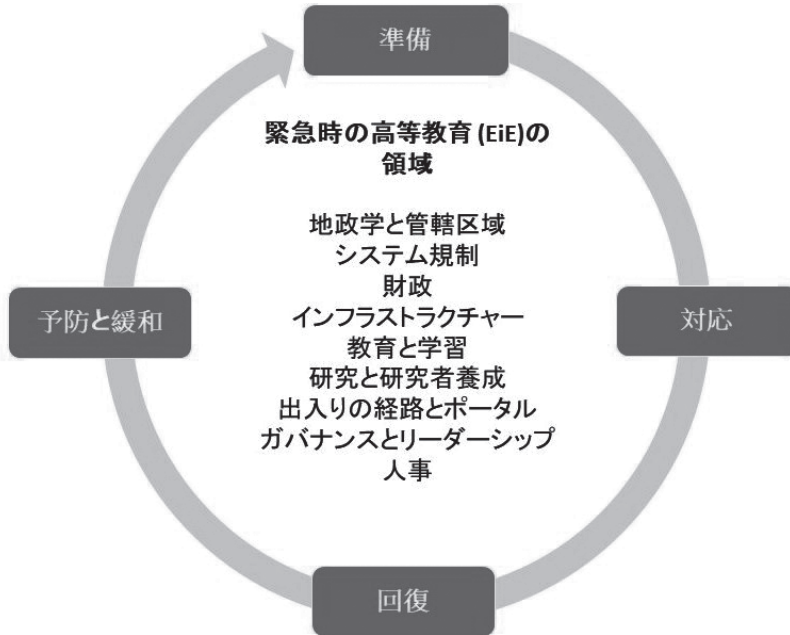 準備
緊急時の高等教育(EiE)の
領域
地政学と管轄区域
システム規制
財政
インフラストラクチャー
教育と学習
研究と研究者養成
出入りの経路とポータル
ガバナンスとリーダーシップ
人事
予防と緩和
対応
回復